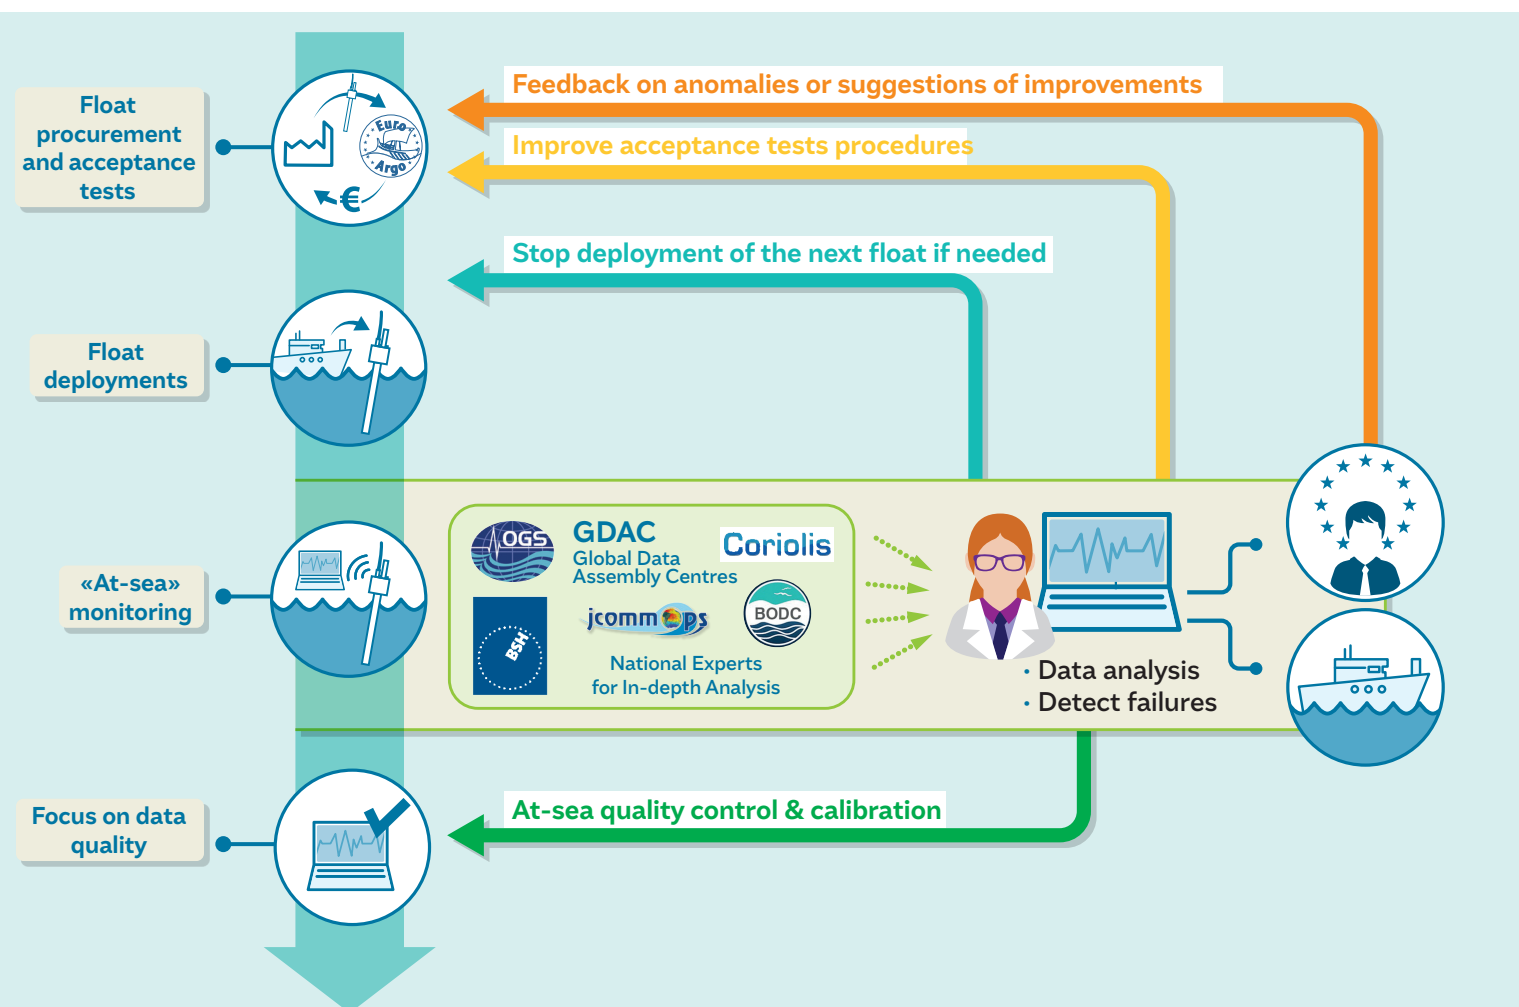 Float
procurement
and acceptance
tests
Euro
Argo
€
Feedback on anomalies or suggestions of improvements
Improve acceptance tests procedures
Stop deployment of the next float if needed
Float
deployments
«At-sea»
monitoring
OGS
GDAC
Global Data
Assembly Centres
Coriolis
BSH
jcommops
BODC
National Experts
for In-depth Analysis
· Data analysis
· Detect failures
Focus on data
quality
At-sea quality control & calibration